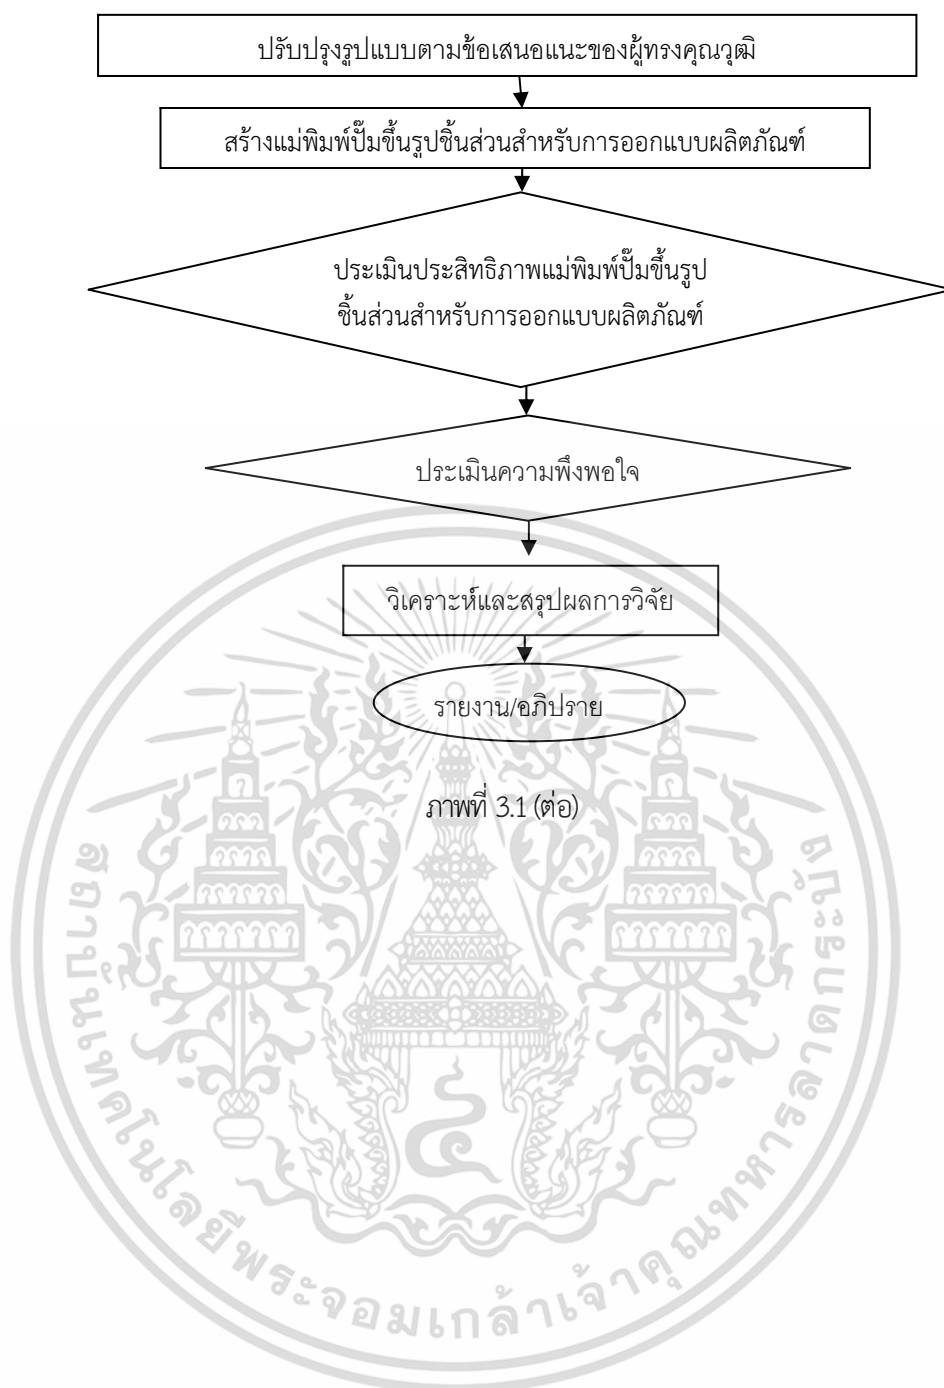 ปรับปรุงรูปแบบตามข้อเสนอแนะของผู้ทรงคุณวุฒิ
สร้างแม่พิมพ์ปั๊มขึ้นรูปชิ้นส่วนสำหรับการออกแบบผลิตภัณฑ์
ประเมินประสิทธิภาพแม่พิมพ์ปั๊มขึ้นรูป
ชิ้นส่วนสำหรับการออกแบบผลิตภัณฑ์
ประเมินความพึงพอใจ
วิเคราะห์และสรุปผลการวิจัย
รายงาน/อภิปราย
ภาพที่ 3.1 (ต่อ)
สถาบันเทคโนโลยีพระจอมเกล้าเจ้าคุณทหารลาดกระบัง
๔